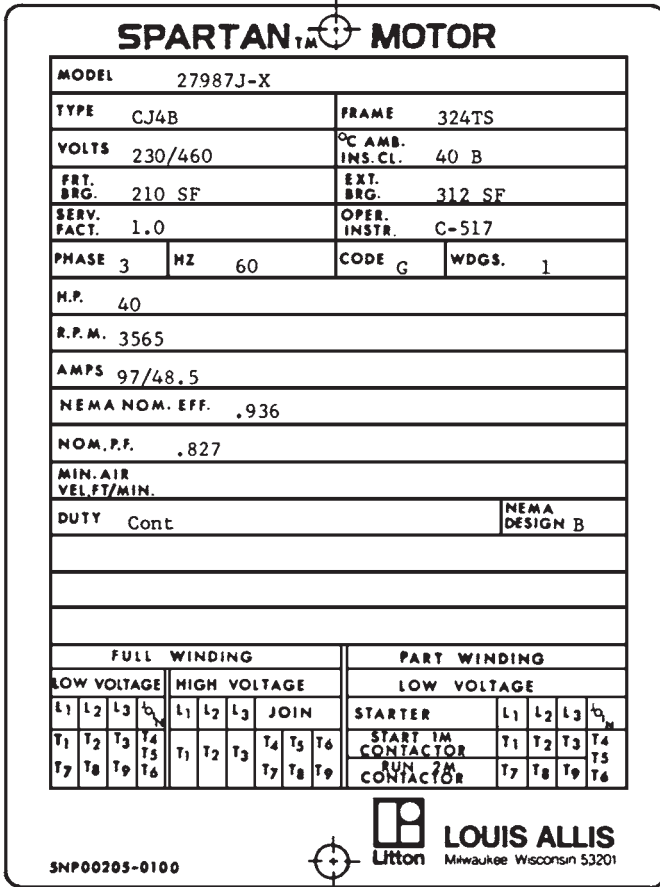 SPARTAN™ MOTOR
MODEL 27987J-X
TYPE CJ4B FRAME 324TS
VOLTS 230/460 °C AMB. INS. CL. 40 B
FRT. BRG. 210 SF EXT. BRG. 312 SF
SERV. FACT. 1.0 OPER. INSTR. C-517
PHASE 3 HZ 60 CODE G WDGS. 1
H.P. 40
R.P.M. 3565
AMPS 97/48.5
NEMA NOM. EFF. .936
NOM. P.F. .827
MIN. AIR VEL. FT/MIN.
DUTY Cont NEMA DESIGN B
FULL WINDING PART WINDING
LOW VOLTAGE HIGH VOLTAGE LOW VOLTAGE
L1 L2 L3 JOIN L1 L2 L3 JOIN STARTER L1 L2 L3 JOIN
T1 T2 T3 T4 T5 T6 T1 T2 T3 T4 T5 T6 START 1M CONTACTOR T1 T2 T3 T4 T5 T6
T7 T8 T9 T7 T8 T9 RUN 2M CONTACTOR T7 T8 T9
Litton LOUIS ALLIS
Milwaukee Wisconsin 53201
SNP00205-0100